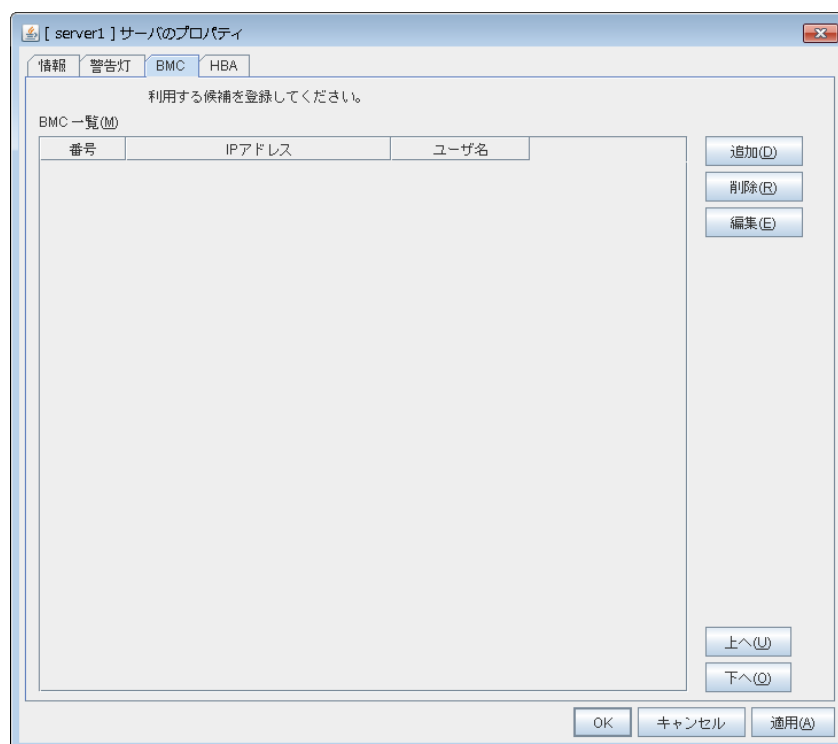 [ server1 ]サーバのプロパティ
情報 警告灯 BMC HBA
利用する候補を登録してください。
BMC 一覧(M)
番号 IPアドレス ユーザ名
追加(D)
削除(R)
編集(E)
上へ(U)
下へ(O)
OK キャンセル 適用(A)